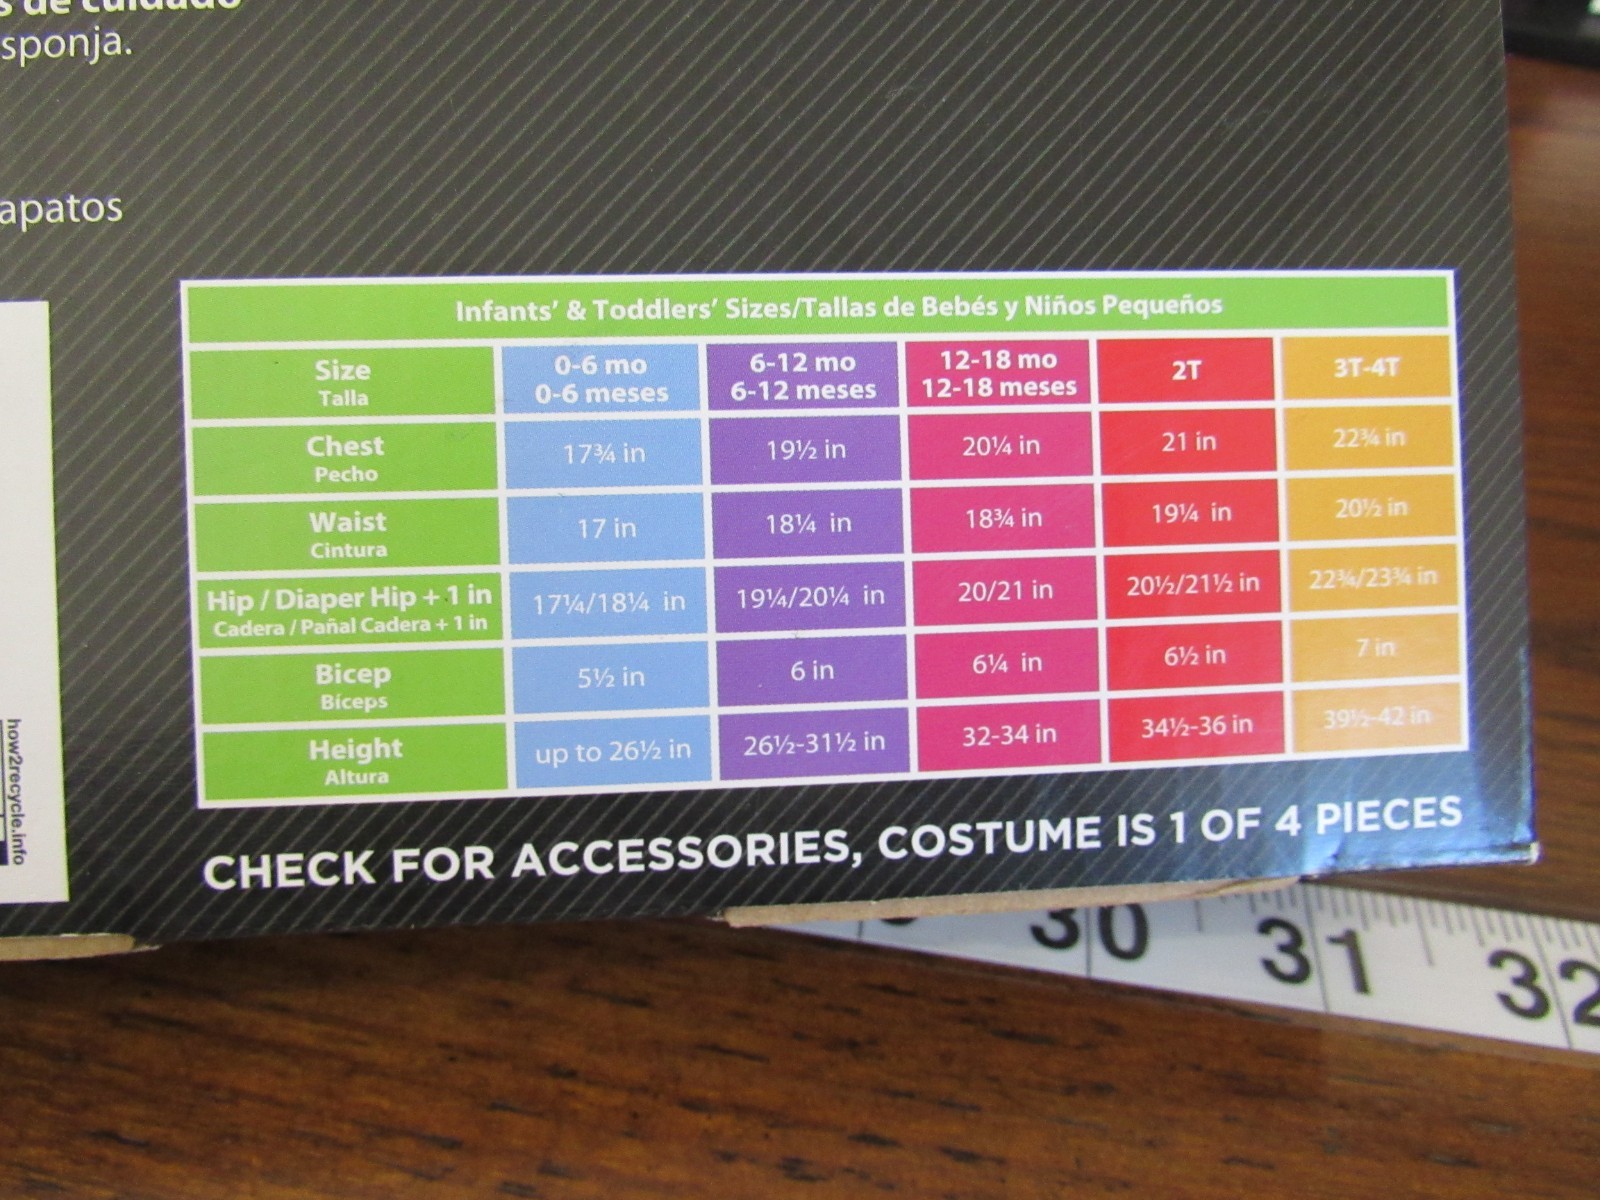 s de cuidado
sponja.
apatos
Infants' & Toddlers' Sizes/Tallas de Bebés y Niños Pequeños
Size
Talla
0-6 mo
0-6 meses
6-12 mo
6-12 meses
12-18 mo
12-18 meses
2T
3T-4T
Chest
Pecho
17¾ in
19½ in
20¼ in
21 in
22¾ in
Waist
Cintura
17 in
18¼ in
18¾ in
19¼ in
20½ in
Hip / Diaper Hip + 1 in
Cadera / Pañal Cadera + 1 in
17¼/18¼ in
19¼/20¼ in
20/21 in
20½/21½ in
22¾/23¾ in
Bicep
Bíceps
5½ in
6 in
6¼ in
6½ in
7 in
Height
Altura
up to 26½ in
26½-31½ in
32-34 in
34½-36 in
39½-42 in
how2recycle.info
CHECK FOR ACCESSORIES, COSTUME IS 1 OF 4 PIECES
30 31 32